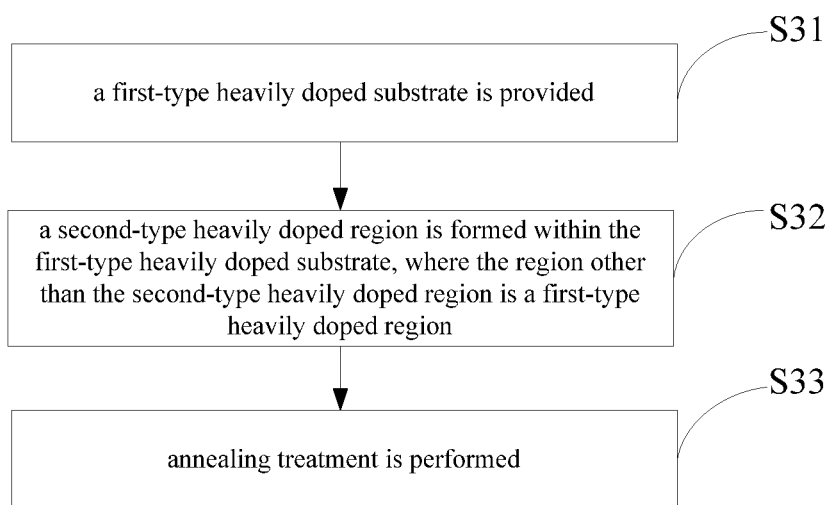 S31
a first-type heavily doped substrate is provided
S32
a second-type heavily doped region is formed within the
first-type heavily doped substrate, where the region other
than the second-type heavily doped region is a first-type
heavily doped region
S33
annealing treatment is performed